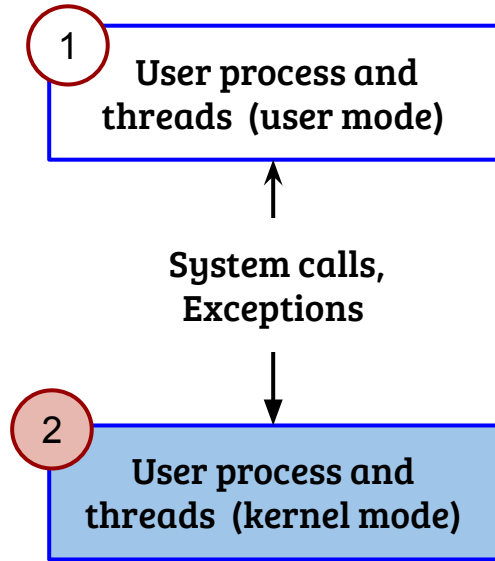 1
User process and
threads (user mode)
System calls,
Exceptions
2
User process and
threads (kernel mode)